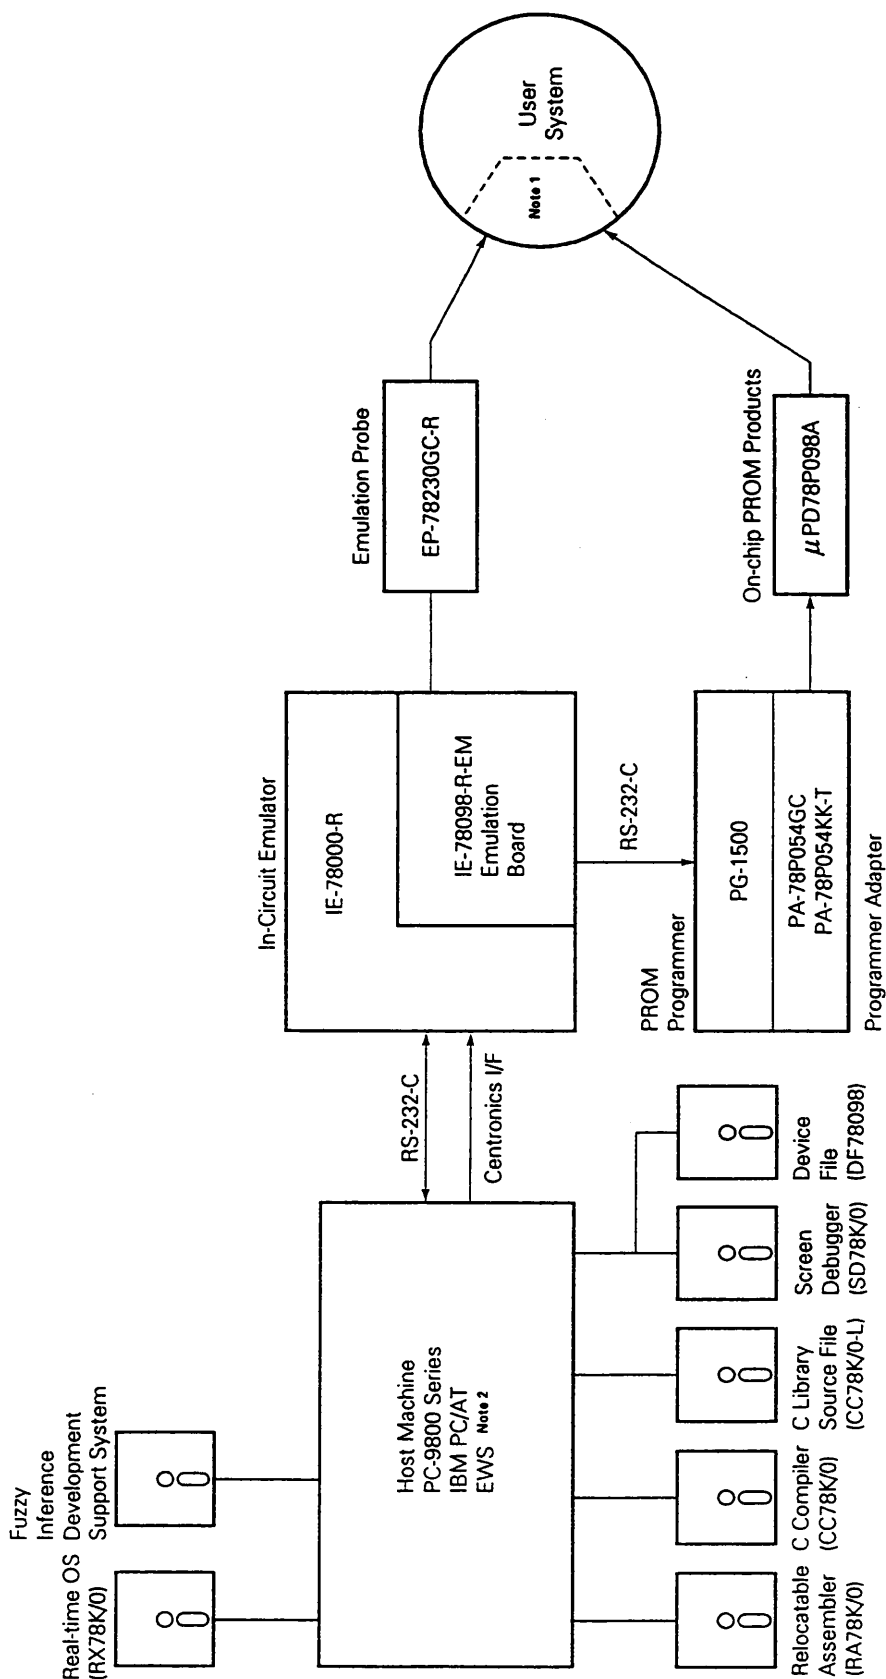 Real-time OS
(RX78K/0)
Fuzzy
Inference
Development
Support System
Host Machine
PC-9800 Series
IBM PC/AT
EWS Note 2
Relocatable
Assembler
(RA78K/0)
C Compiler
(CC78K/0)
C Library
Source File
(CC78K/0-L)
Screen
Debugger
(SD78K/0)
Device
File
(DF78098)
RS-232-C
Centronics I/F
In-Circuit Emulator
IE-78000-R
IE-78098-R-EM
Emulation
Board
RS-232-C
PROM
Programmer
PG-1500
PA-78P054GC
PA-78P054KK-T
Programmer Adapter
Emulation Probe
EP-78230GC-R
On-chip PROM Products
μPD78P098A
User
System
Note 1